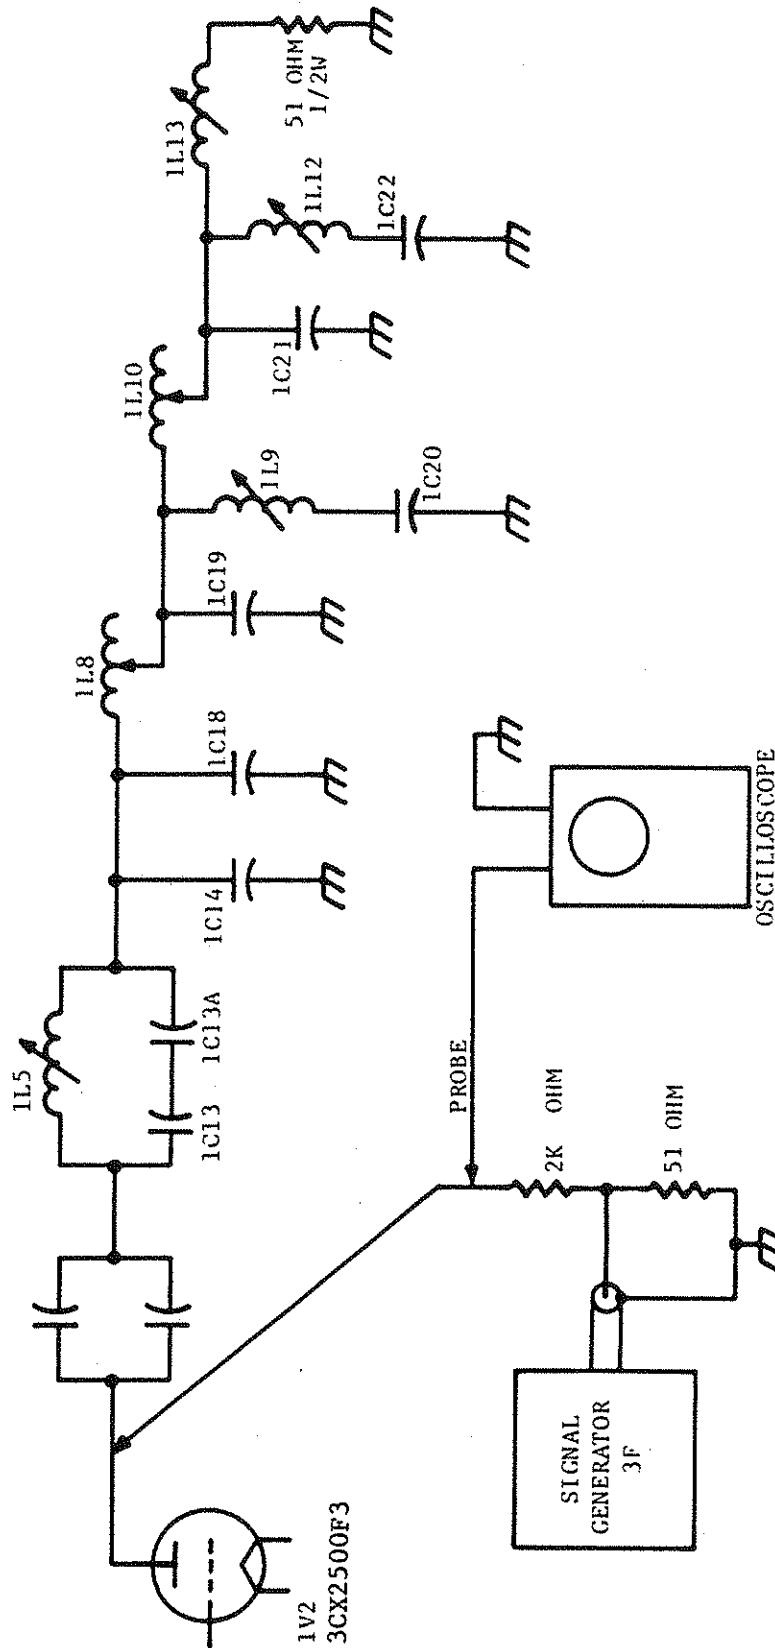 1V2
3CX2500F3
1L5
1C13
1C13A
1C14
1C18
1L8
1C19
1L9
1C20
1L10
1C21
1L12
1C22
1L13
51 OHM
1/2W
SIGNAL
GENERATOR
3F
PROBE
2K OHM
51 OHM
OSCILLOSCOPE